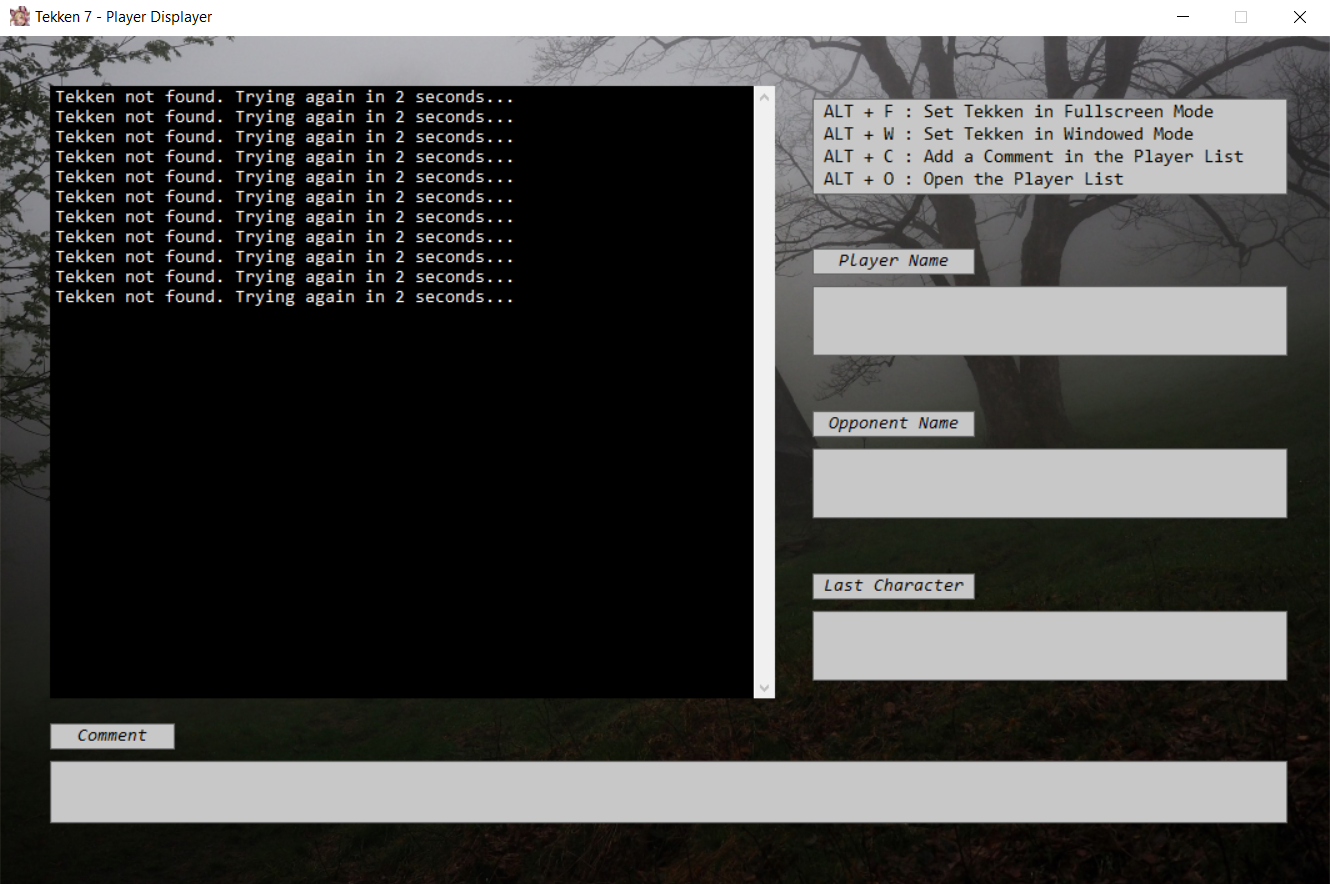 Tekken 7 - Player Displayer
Tekken not found. Trying again in 2 seconds...
Tekken not found. Trying again in 2 seconds...
Tekken not found. Trying again in 2 seconds...
Tekken not found. Trying again in 2 seconds...
Tekken not found. Trying again in 2 seconds...
Tekken not found. Trying again in 2 seconds...
Tekken not found. Trying again in 2 seconds...
Tekken not found. Trying again in 2 seconds...
Tekken not found. Trying again in 2 seconds...
Tekken not found. Trying again in 2 seconds...
Tekken not found. Trying again in 2 seconds...
ALT + F : Set Tekken in Fullscreen Mode
ALT + W : Set Tekken in Windowed Mode
ALT + C : Add a Comment in the Player List
ALT + O : Open the Player List
Player Name
Opponent Name
Last Character
Comment